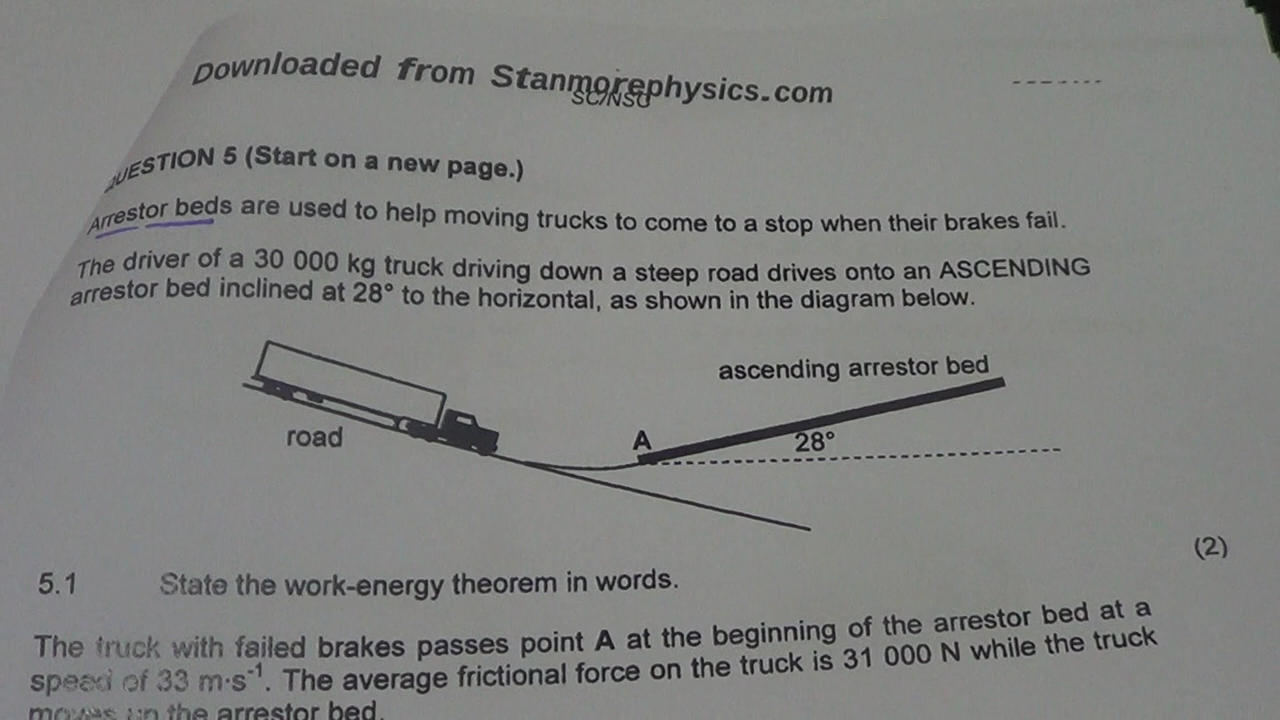 Downloaded from Stanmorephysics.com
SC/NSC
QUESTION 5 (Start on a new page.)
Arrestor beds are used to help moving trucks to come to a stop when their brakes fail.
The driver of a 30 000 kg truck driving down a steep road drives onto an ASCENDING
arrestor bed inclined at 28° to the horizontal, as shown in the diagram below.
ascending arrestor bed
road
A
28°
(2)
5.1 State the work-energy theorem in words.
The truck with failed brakes passes point A at the beginning of the arrestor bed at a
speed of 33 m·s⁻¹. The average frictional force on the truck is 31 000 N while the truck
moves up the arrestor bed.